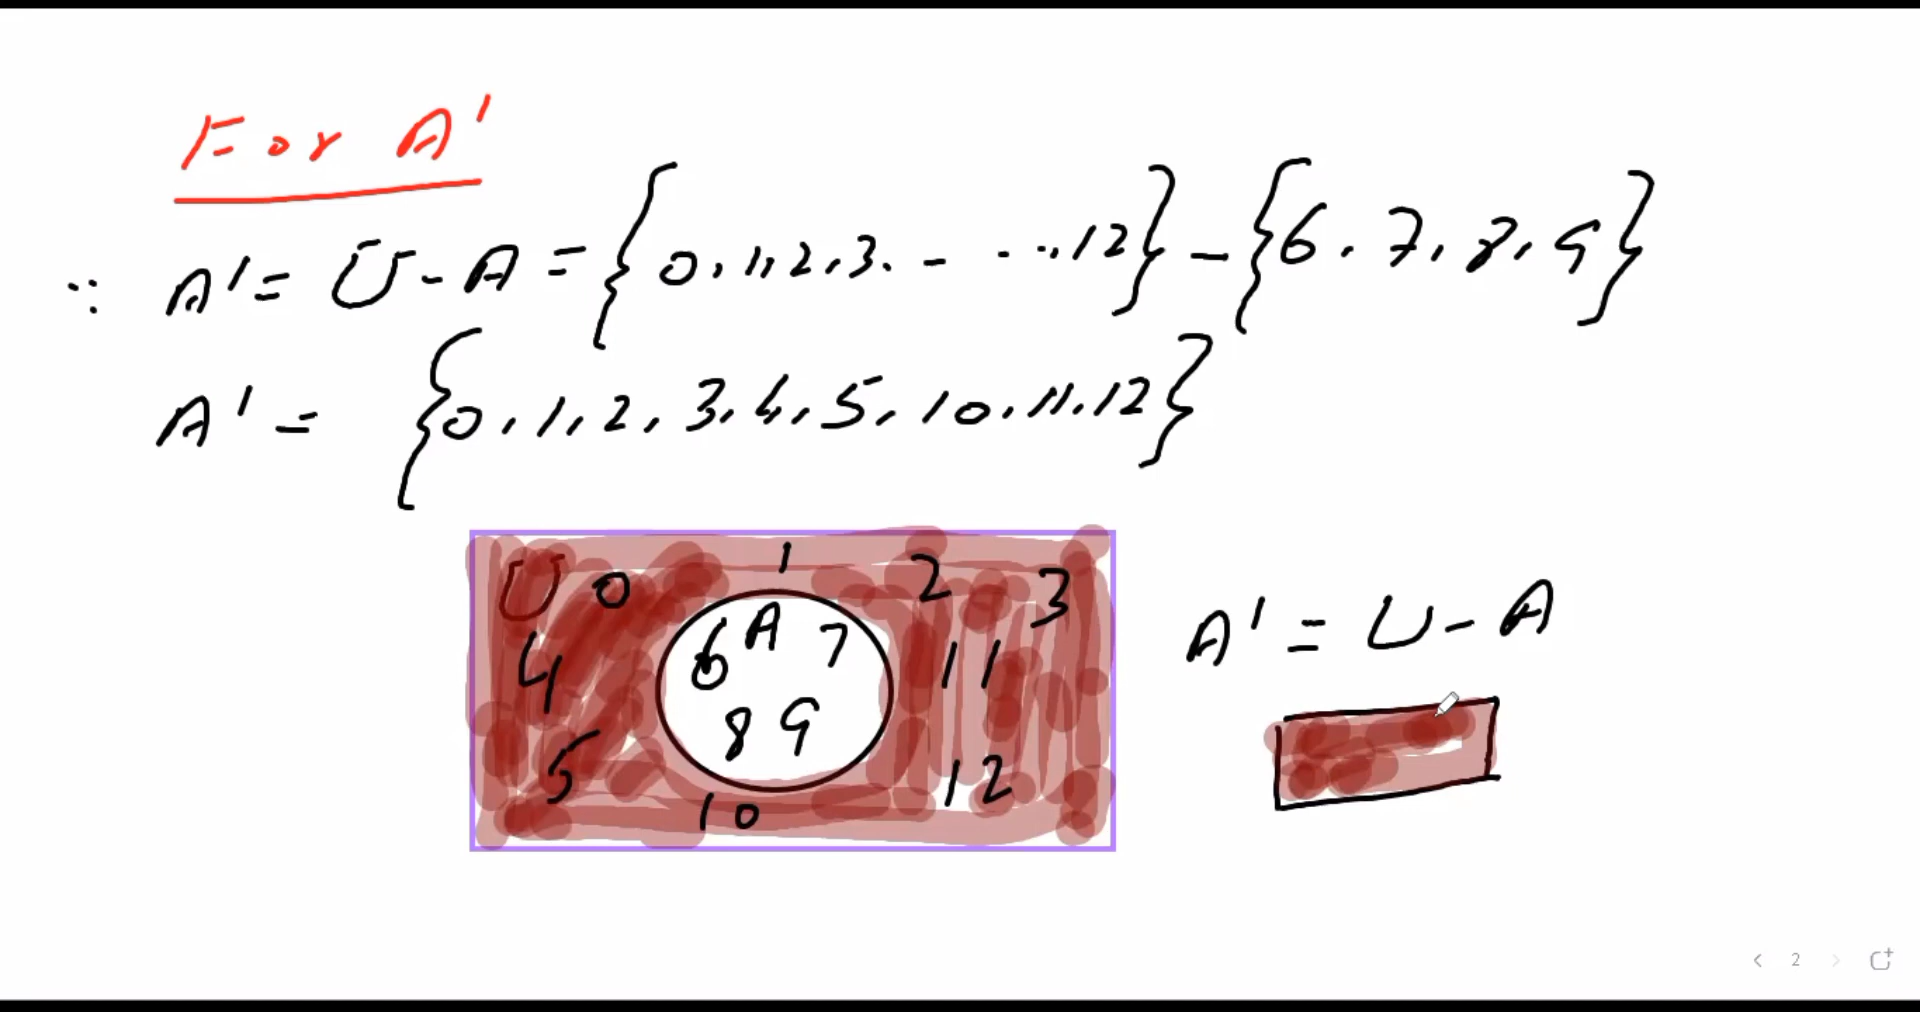 For A'
∵ A' = U - A = {0, 1, 2, 3. - - ..., 12} - {6, 7, 8, 9}
A' = {0, 1, 2, 3, 4, 5, 10, 11, 12}
U 0 1 2 3
6 A 7
4 11
8 9
5 12
10
A' = U - A
2